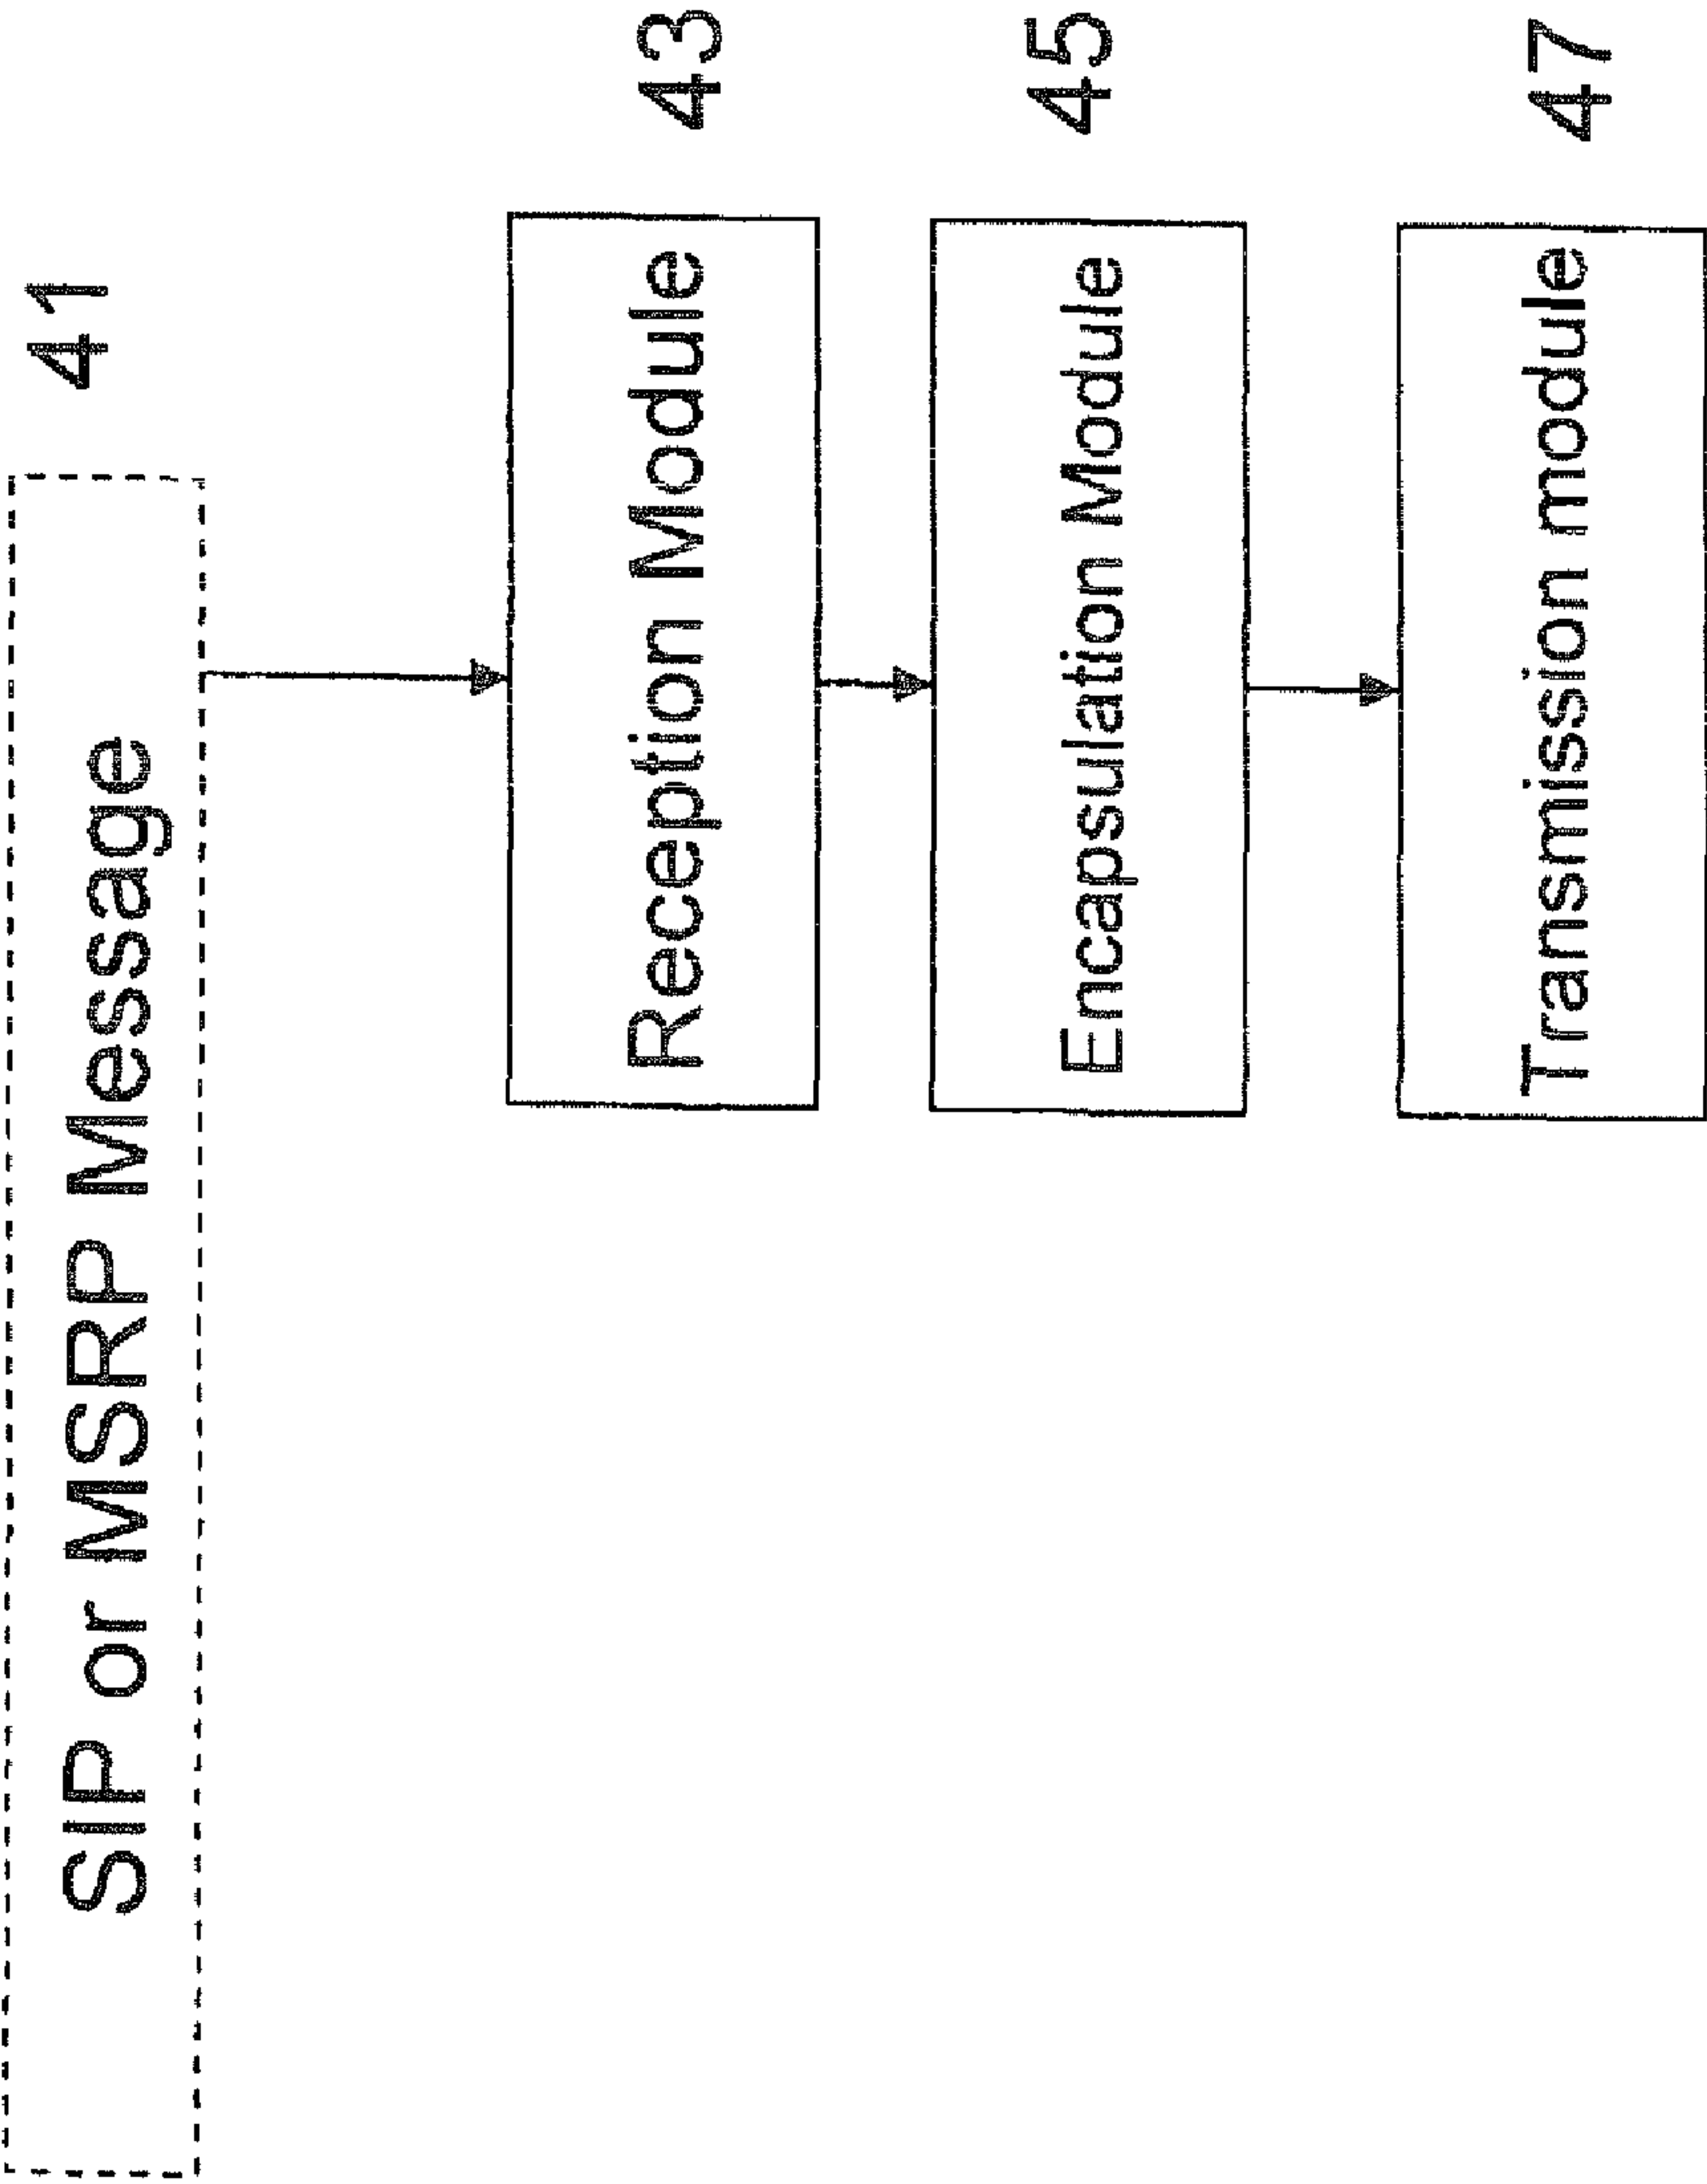 SIP or MSRP Message
41
Reception Module
43
Encapsulation Module
45
Transmission module
47